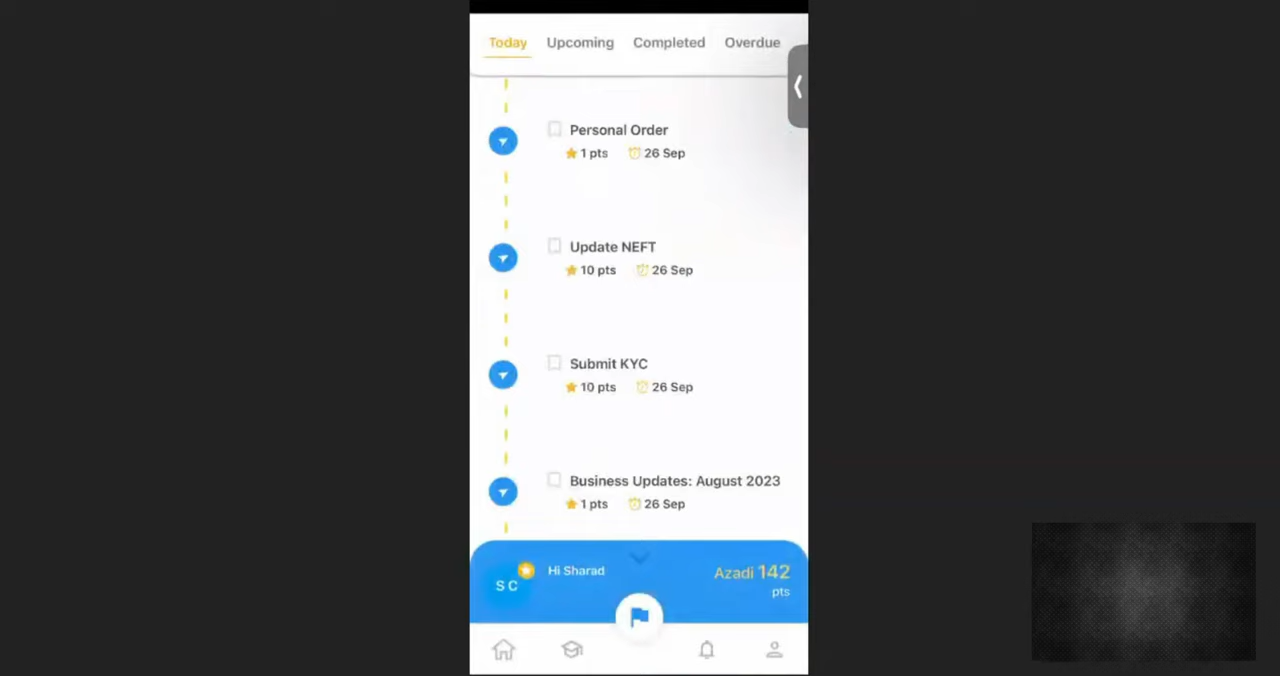 Today Upcoming Completed Overdue
Personal Order
1 pts 26 Sep
Update NEFT
10 pts 26 Sep
Submit KYC
10 pts 26 Sep
Business Updates: August 2023
1 pts 26 Sep
S C Hi Sharad Azadi 142
pts